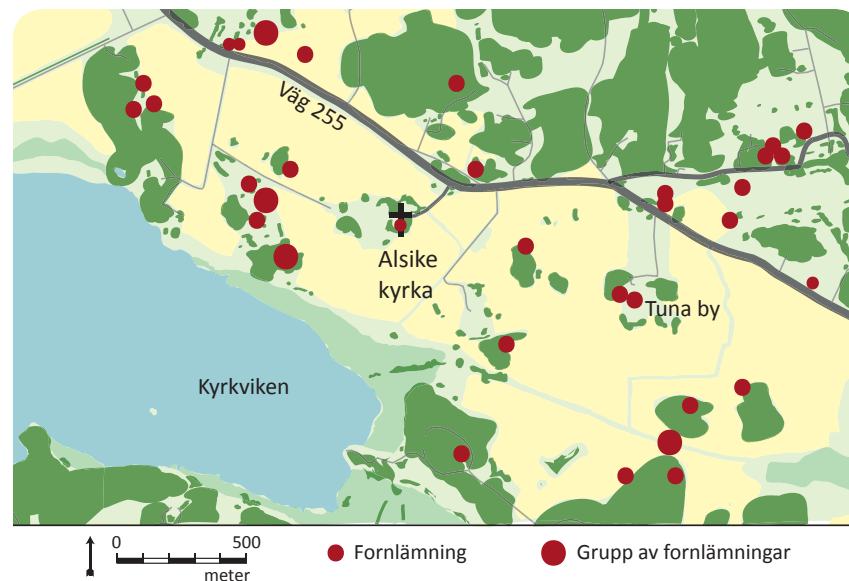 Väg 255
Alsike
kyrka
Tuna by
Kyrkviken
0 500
meter
Fornlämning
Grupp av fornlämningar